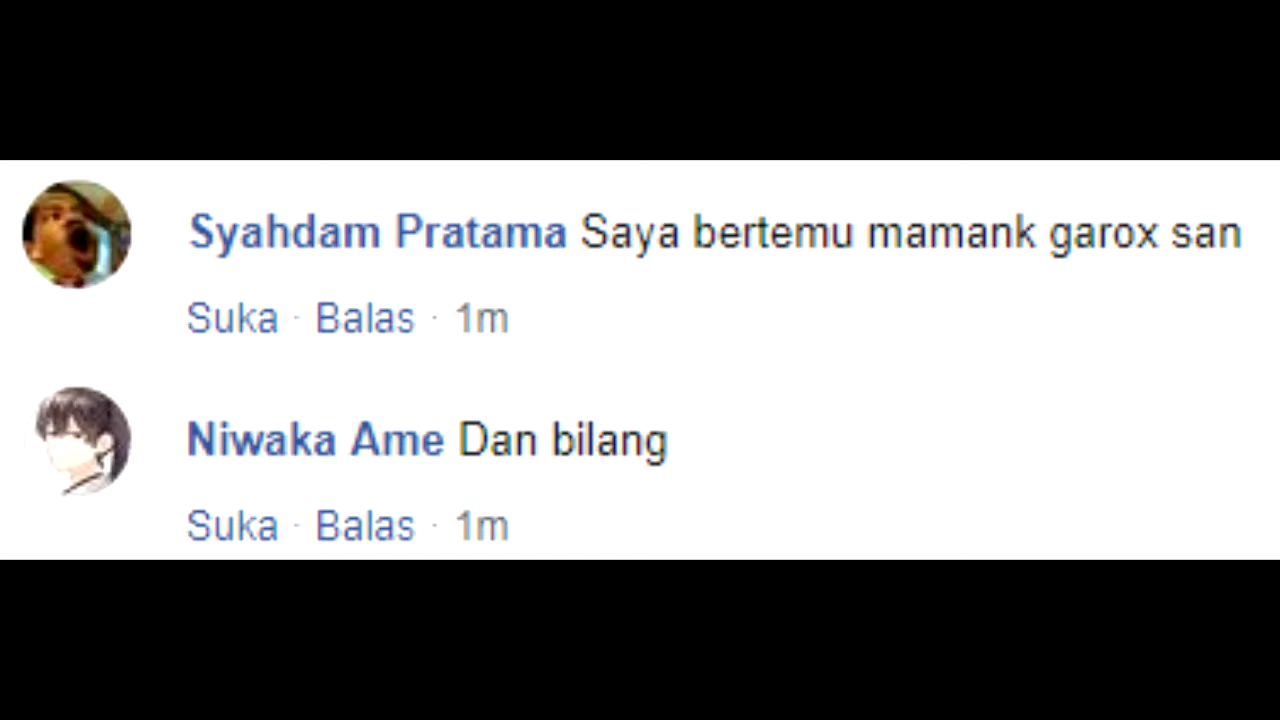 Syahdam Pratama Saya bertemu mamank garox san
Suka · Balas · 1m
Niwaka Ame Dan bilang
Suka · Balas · 1m